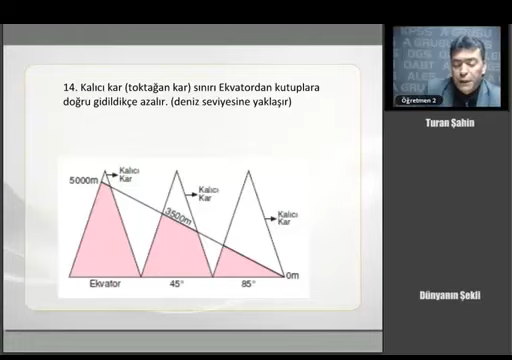 14. Kalıcı kar (toktağan kar) sınırı Ekvatordan kutuplara
doğru gidildikçe azalır. (deniz seviyesine yaklaşır)
Kalıcı
Kar
5000m
Kalıcı
Kar
3500m
Kalıcı
Kar
0m
Ekvator
45°
85°
Öğretmen 2
Turan Şahin
Dünyanın Şekli